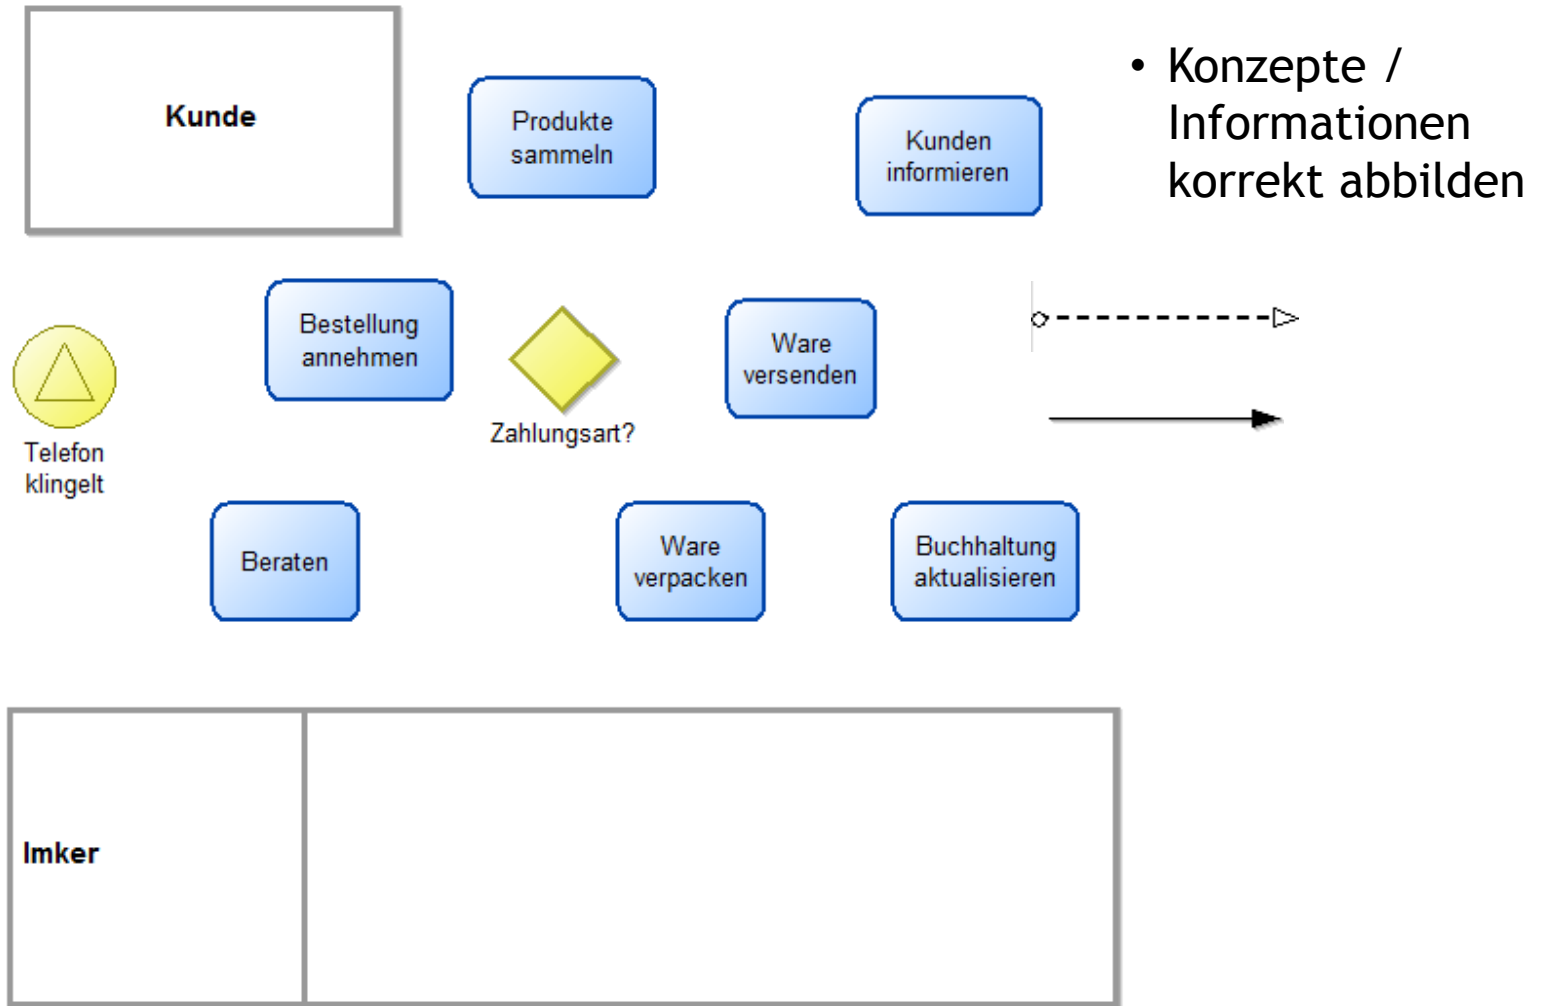 Kunde
Produkte
sammeln
Kunden
informieren
• Konzepte /
Informationen
korrekt abbilden
Telefon
klingelt
Bestellung
annehmen
Zahlungsart?
Ware
versenden
Beraten
Ware
verpacken
Buchhaltung
aktualisieren
Imker